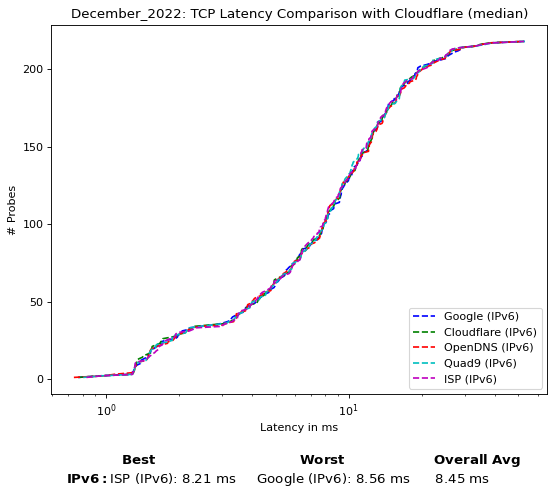 December_2022: TCP Latency Comparison with Cloudflare (median)
# Probes
200
150
100
50
0
10⁰
10¹
Latency in ms
Google (IPv6)
Cloudflare (IPv6)
OpenDNS (IPv6)
Quad9 (IPv6)
ISP (IPv6)
Best Worst Overall Avg
IPv6: ISP (IPv6): 8.21 ms Google (IPv6): 8.56 ms 8.45 ms